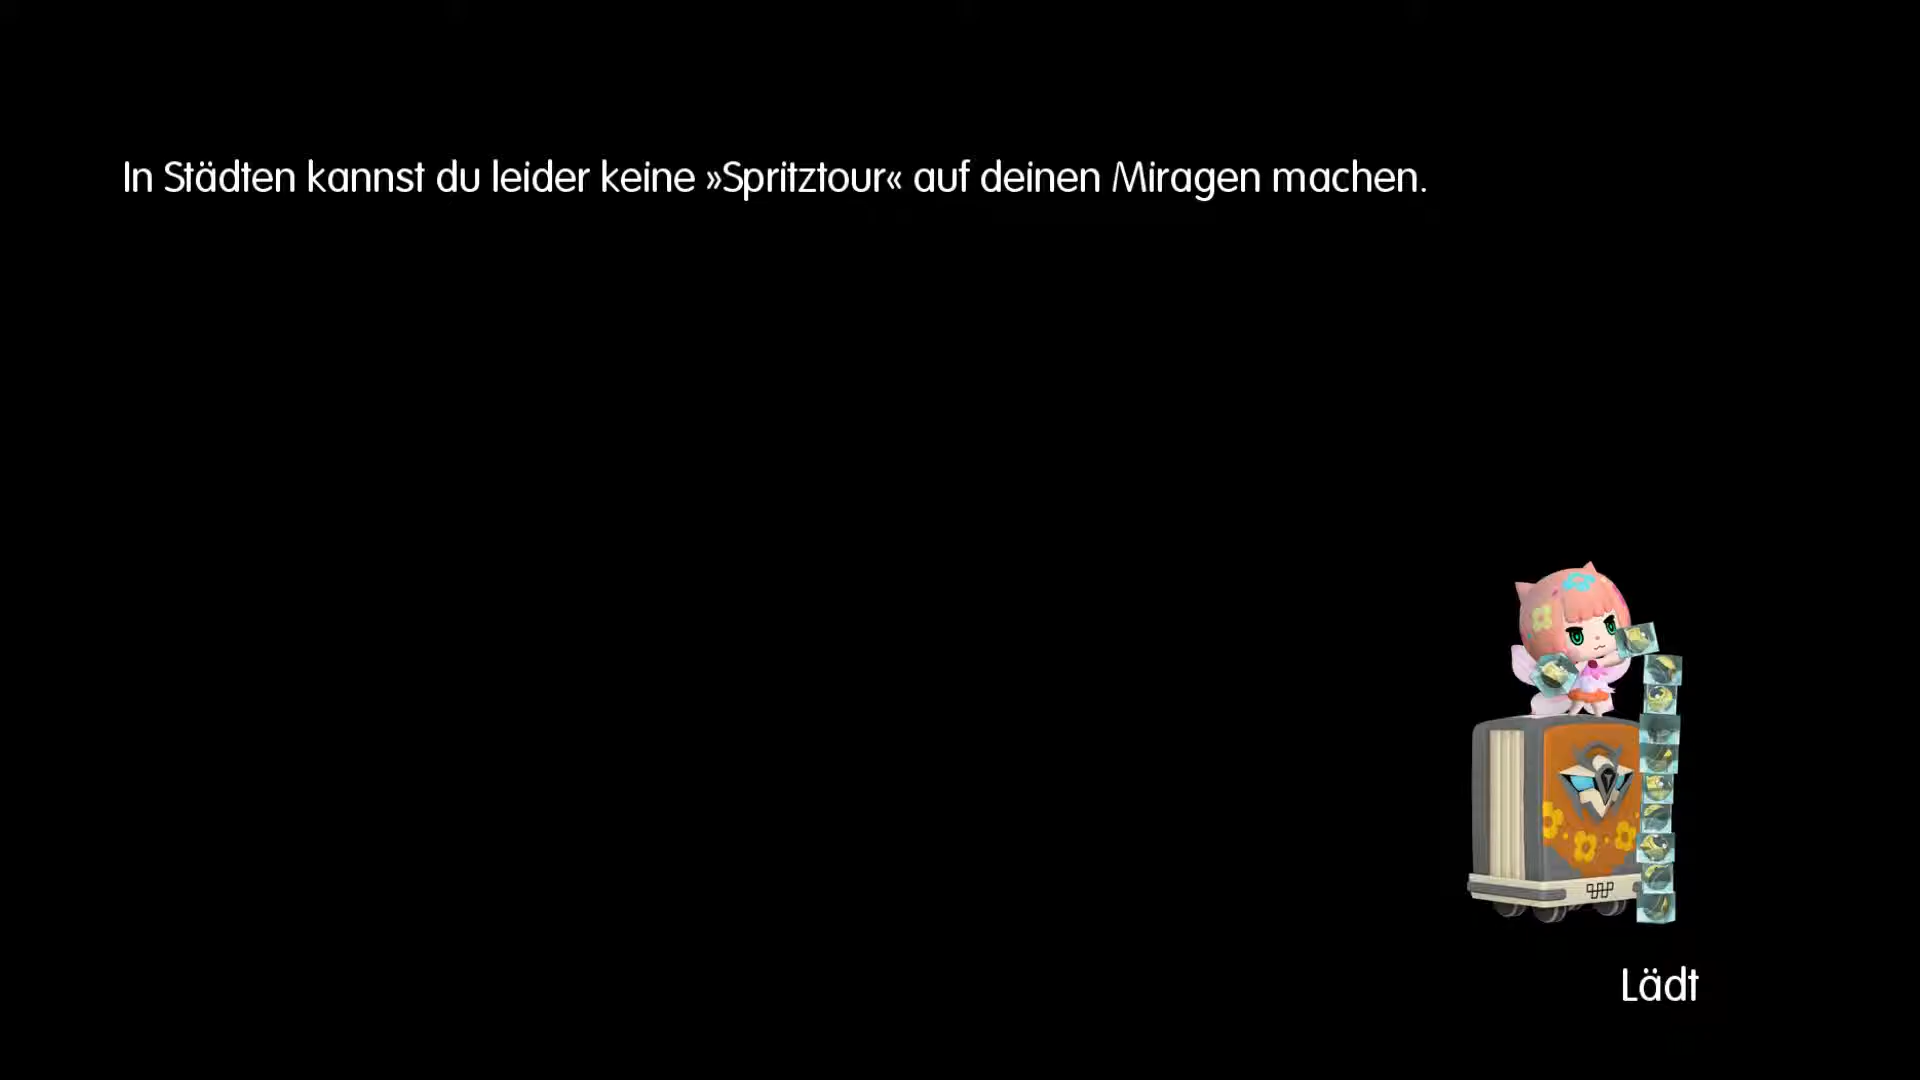 In Städten kannst du leider keine »Spritztour« auf deinen Miragen machen.
Lädt